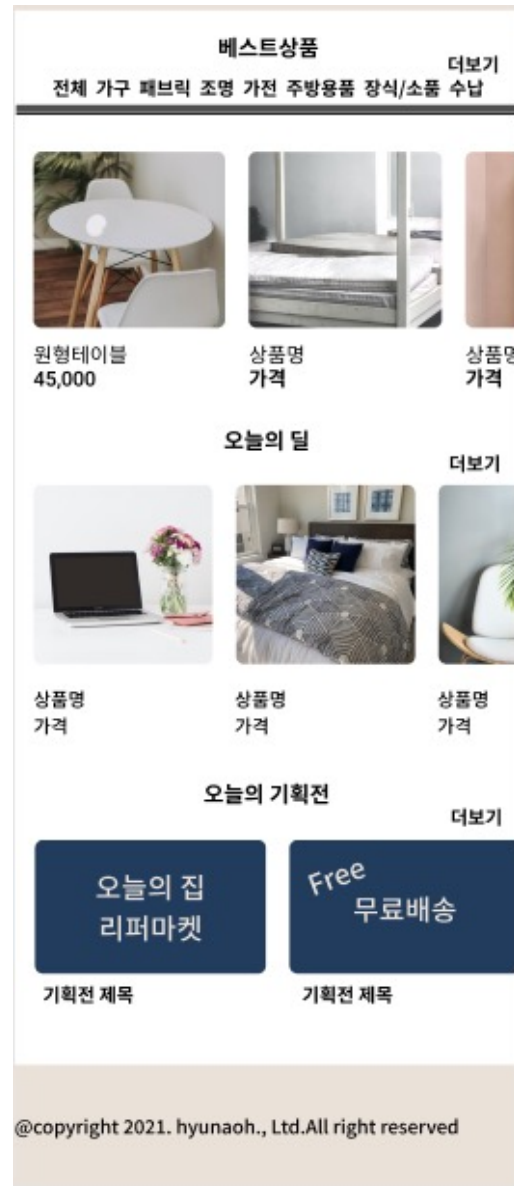 베스트상품
더보기
전체 가구 패브릭 조명 가전 주방용품 장식/소품 수납
원형테이블
45,000
상품명
가격
상품명
가격
오늘의 딜
더보기
상품명
가격
상품명
가격
상품명
가격
오늘의 기획전
더보기
오늘의 집
리퍼마켓
Free
무료배송
기획전 제목
기획전 제목
@copyright 2021. hyunaoh., Ltd.All right reserved